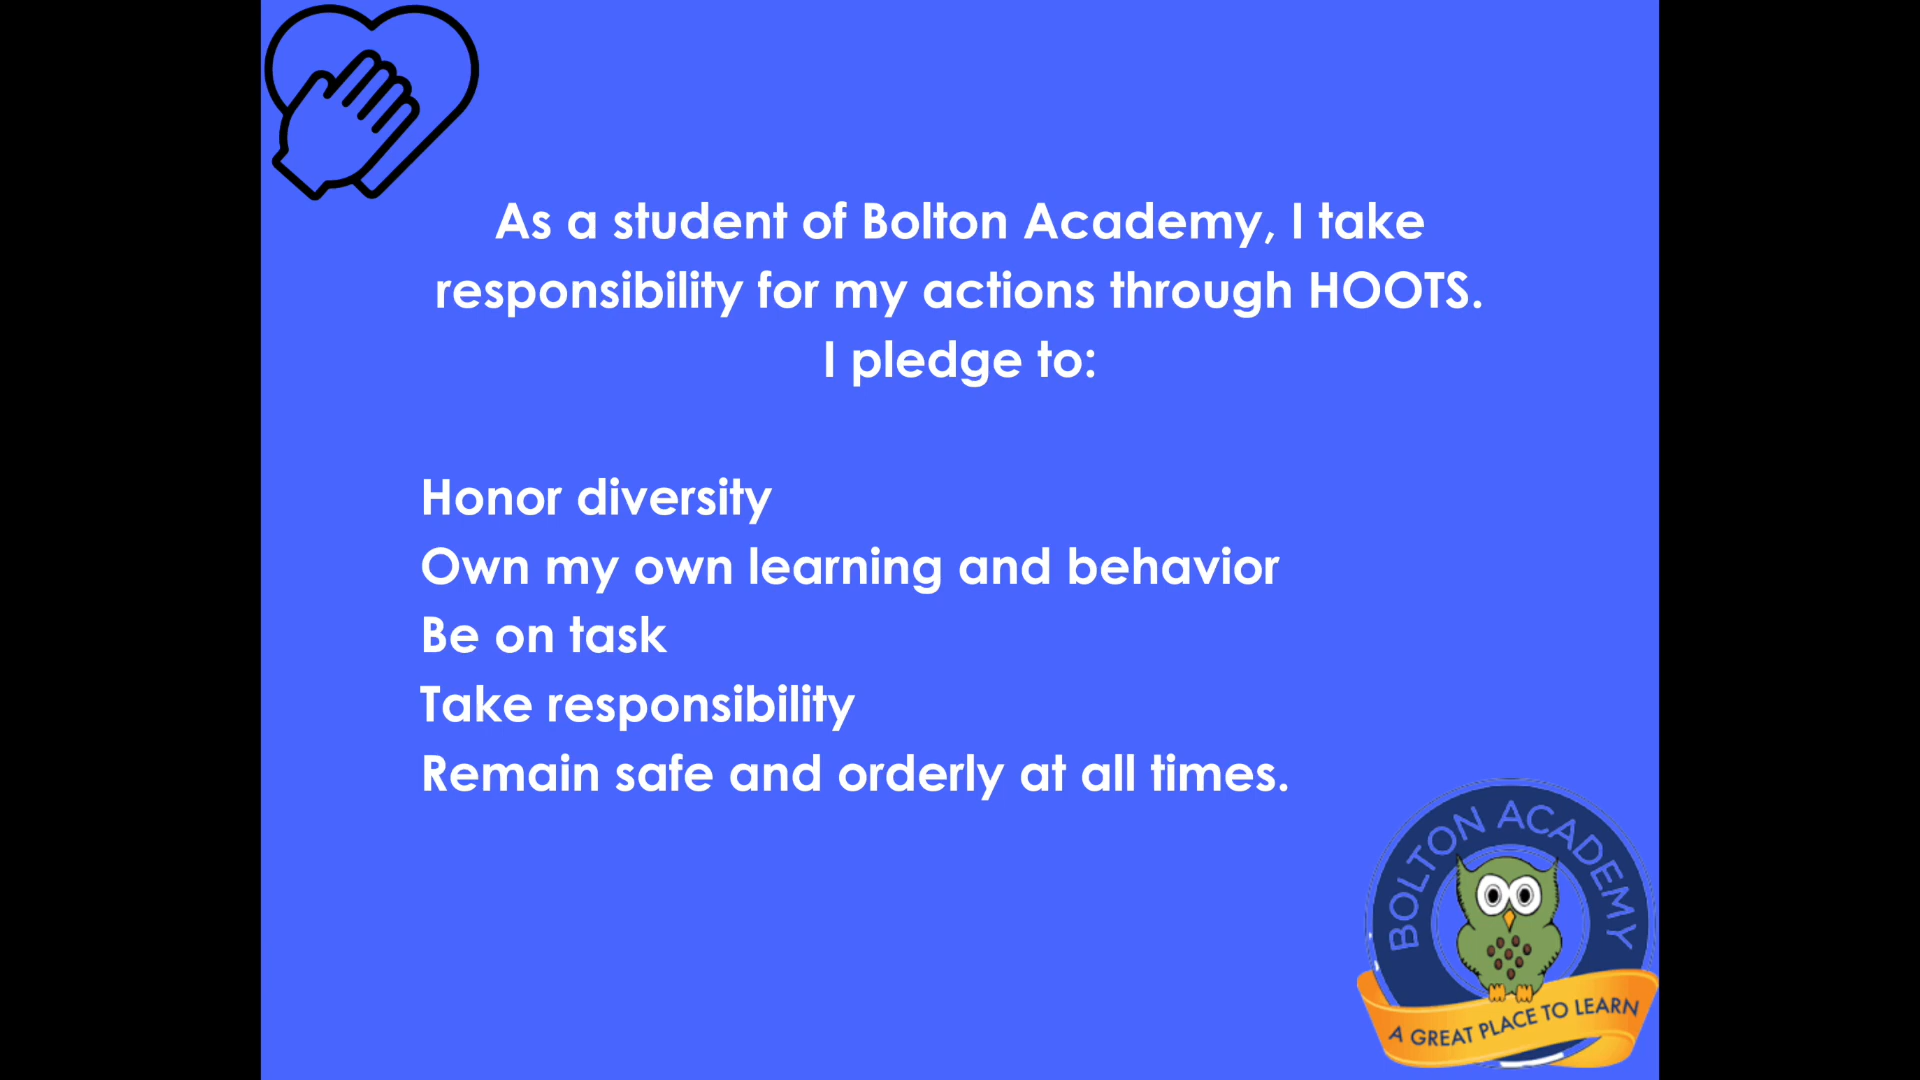 As a student of Bolton Academy, I take
responsibility for my actions through HOOTS.
I pledge to:
Honor diversity
Own my own learning and behavior
Be on task
Take responsibility
Remain safe and orderly at all times.
BOLTON ACADEMY
A GREAT PLACE TO LEARN